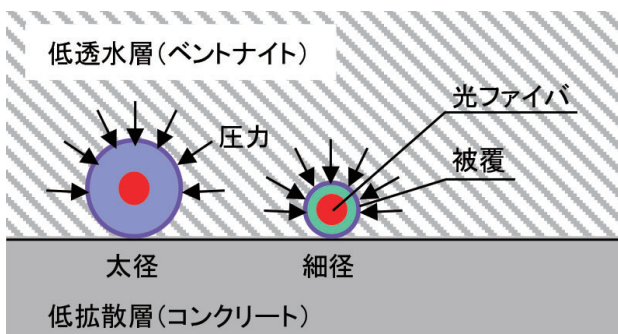 低透水層(ベントナイト)
光ファイバ
圧力
被覆
太径
細径
低拡散層(コンクリート)